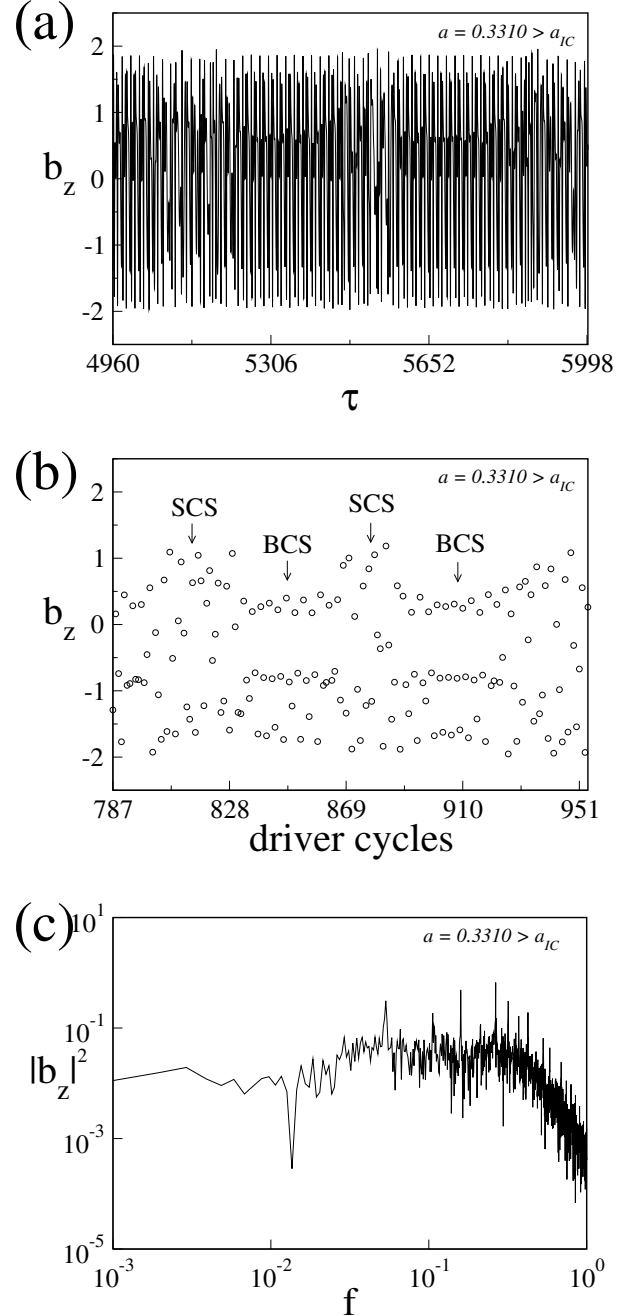 (a)
a = 0.3310 > a_IC
2
1
b_z
0
-1
-2
4960 5306 5652 5998
τ
(b)
a = 0.3310 > a_IC
2
SCS SCS
BCS BCS
1
b_z
0
-1
-2
787 828 869 910 951
driver cycles
(c)
10^1
a = 0.3310 > a_IC
10^-1
|b_z|^2
10^-3
10^-5
10^-3 10^-2 10^-1 10^0
f